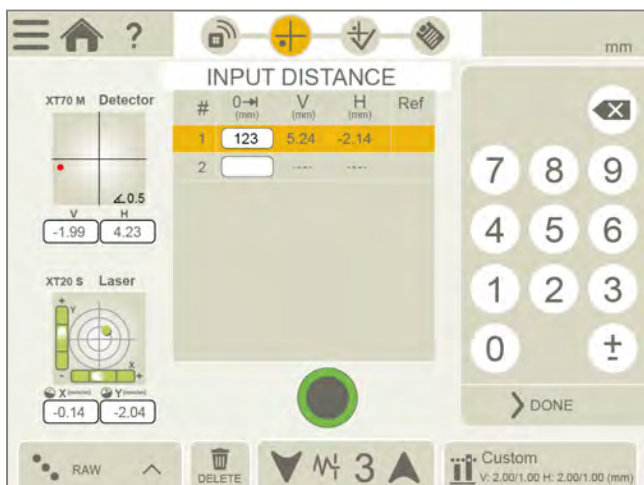 ?
mm
INPUT DISTANCE
XT70 M Detector
# 0 V H Ref
(mm) (mm) (mm)
1 123 5.24 -2.14
2 ---- ----
∠0.5
V H
-1.99 4.23
7 8 9
4 5 6
1 2 3
0 ±
DONE
XT20 S Laser
+
Y
X
- +
X (mm/m) Y (mm/m)
-0.14 -2.04
RAW
DELETE
3
Custom
V: 2.00/1.00 H: 2.00/1.00 (mm)